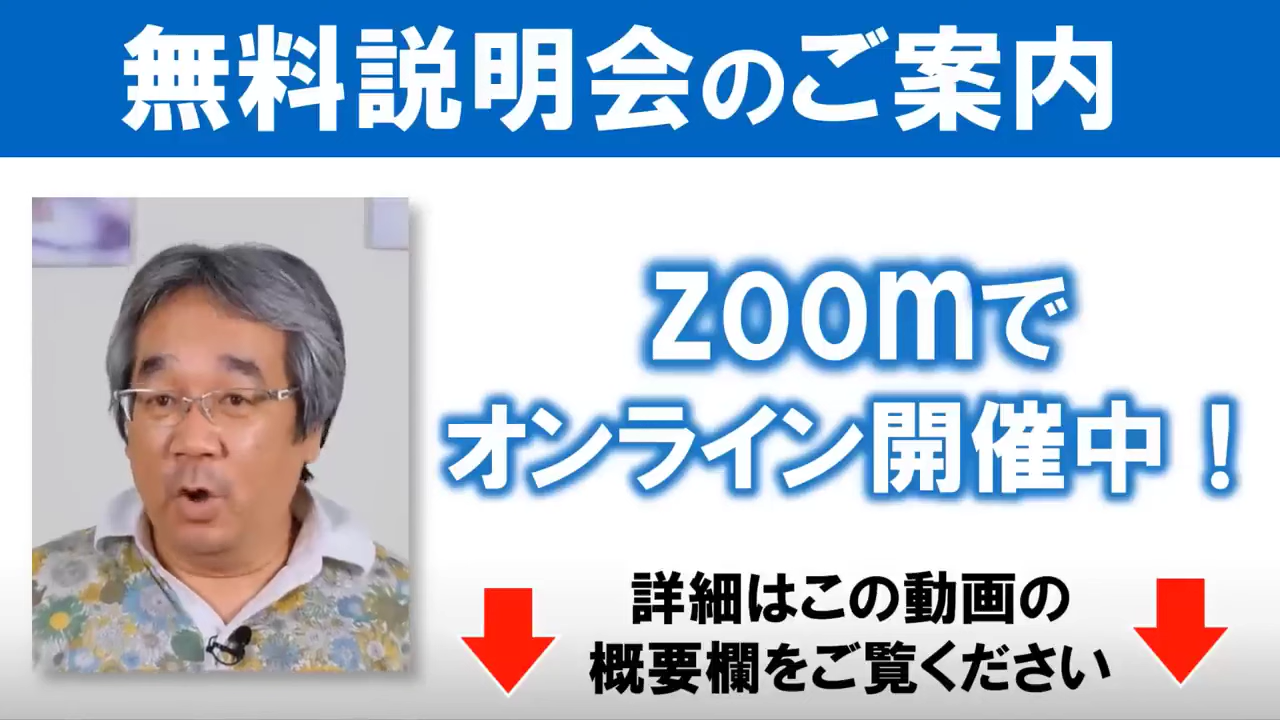 無料説明会のご案内
zoomで
オンライン開催中！
詳細はこの動画の
概要欄をご覧ください